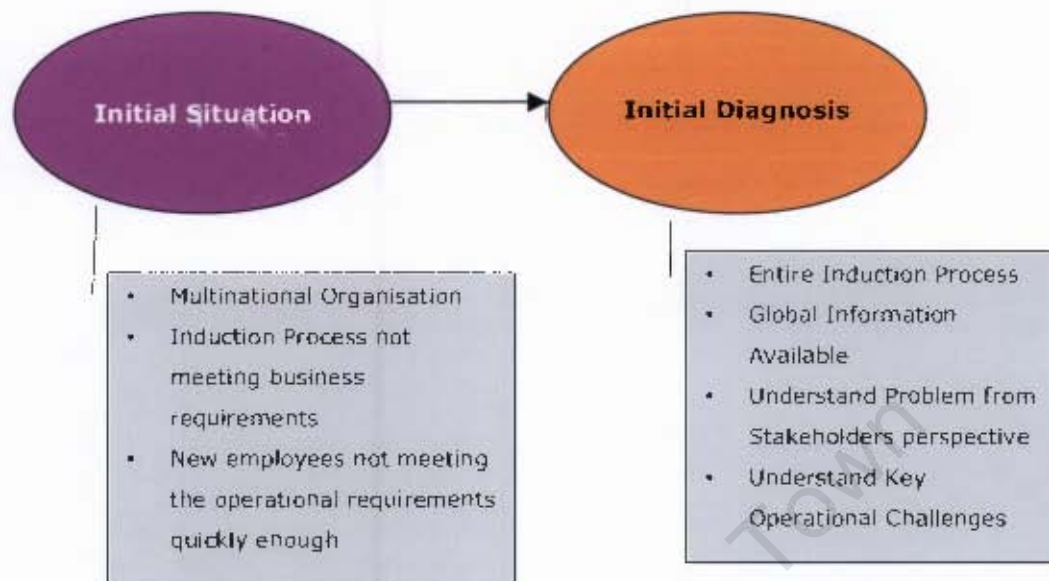 Initial Situation
Initial Diagnosis
• Multinational Organisation
• Induction Process not
meeting business
requirements
• New employees not meeting
the operational requirements
quickly enough
• Entire Induction Process
• Global Information
Available
• Understand Problem from
Stakeholders perspective
• Understand Key
Operational Challenges
Town